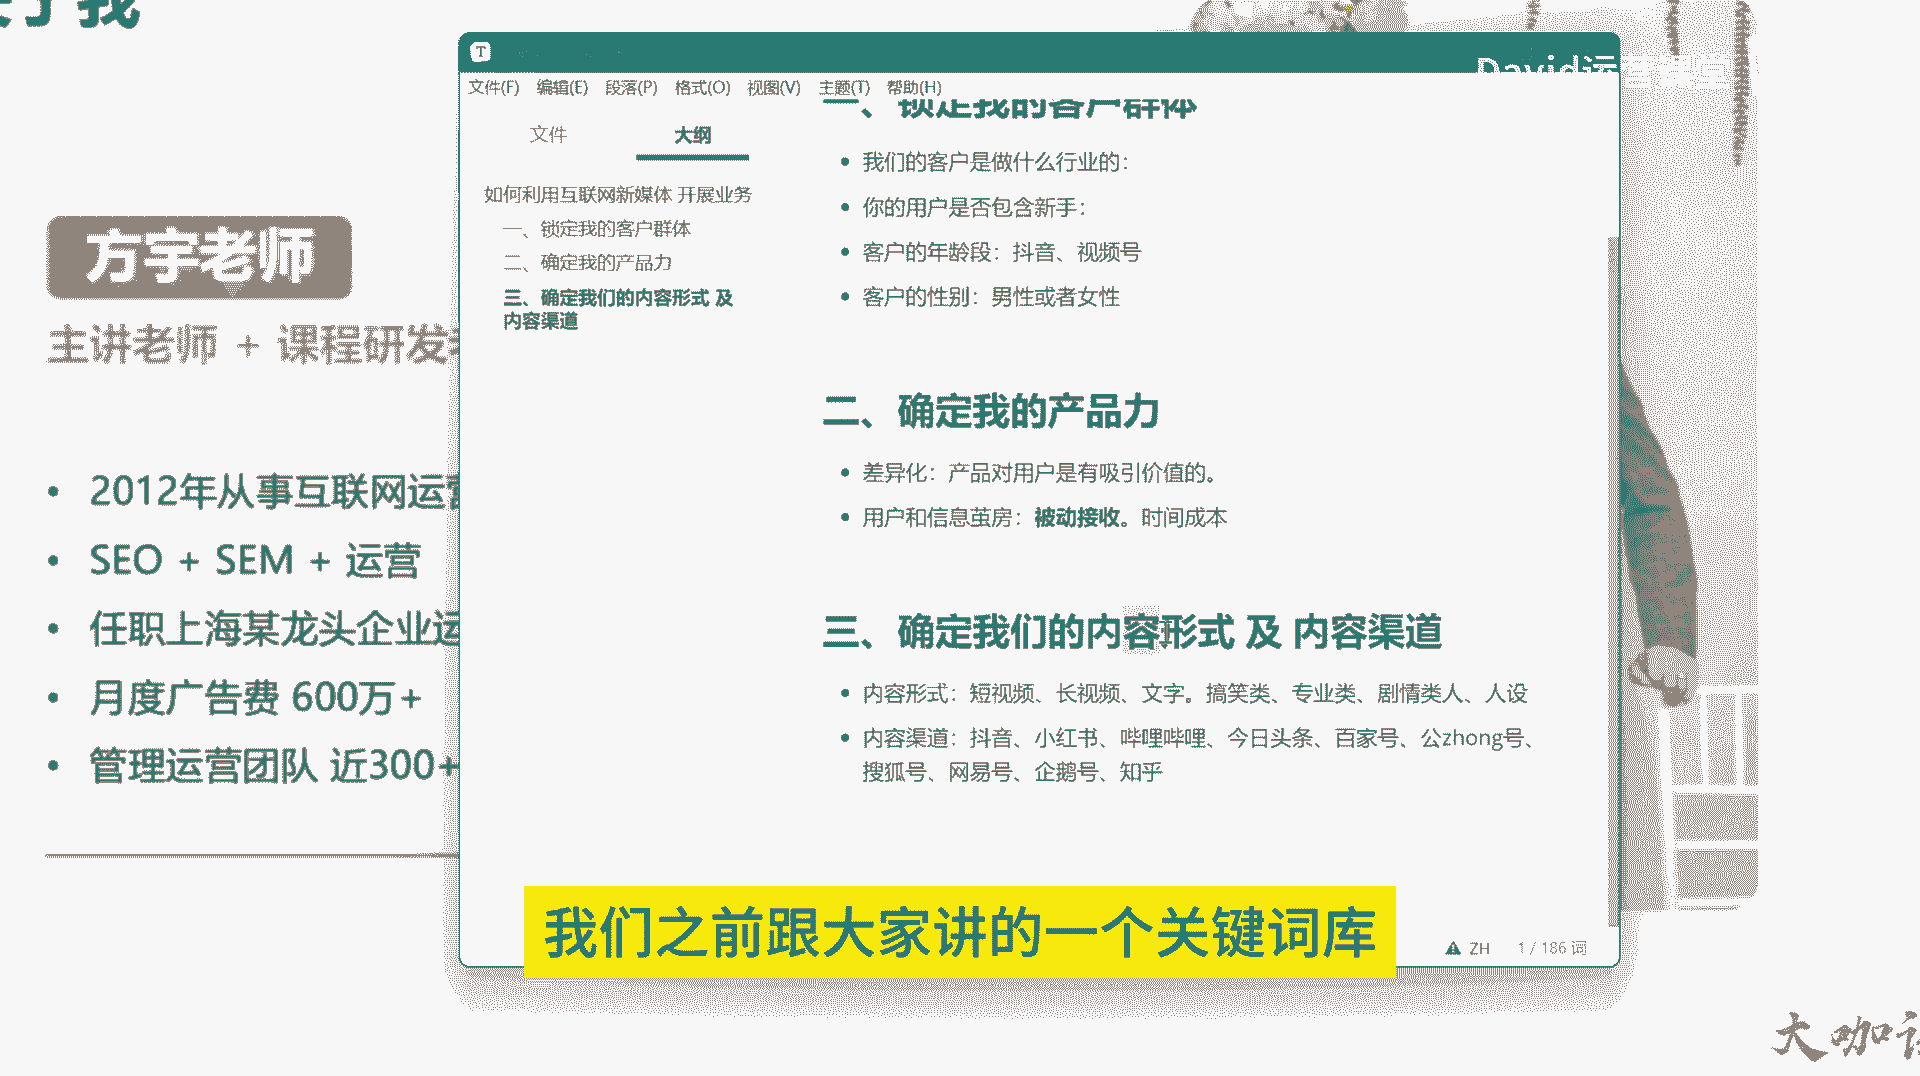 了我
David运
T
文件(F) 编辑(E) 段落(P) 格式(O) 视图(V) 主题(T) 帮助(H)
文件 大纲
如何利用互联网新媒体 开展业务
一、锁定我的客户群体
二、确定我的产品力
三、确定我们的内容形式 及
内容渠道
一、锁定我的客户群体
• 我们的客户是做什么行业的:
• 你的用户是否包含新手:
• 客户的年龄段: 抖音、视频号
• 客户的性别: 男性或者女性
二、确定我的产品力
• 差异化: 产品对用户是有吸引价值的。
• 用户和信息茧房: 被动接收。时间成本
三、确定我们的内容形式 及 内容渠道
• 内容形式: 短视频、长视频、文字。搞笑类、专业类、剧情类人、人设
• 内容渠道: 抖音、小红书、哔哩哔哩、今日头条、百家号、公zhong号、
搜狐号、网易号、企鹅号、知乎
ZH 1 / 186 词
方宇老师
主讲老师 + 课程研发
• 2012年从事互联网运营
• SEO + SEM + 运营
• 任职上海某龙头企业运
• 月度广告费 600万+
• 管理运营团队 近300+
我们之前跟大家讲的一个关键词库
大咖